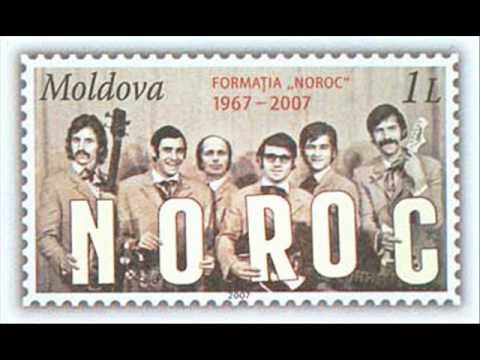 Moldova
FORMAȚIA „NOROC“
1967 – 2007
1L
NOROC
2007